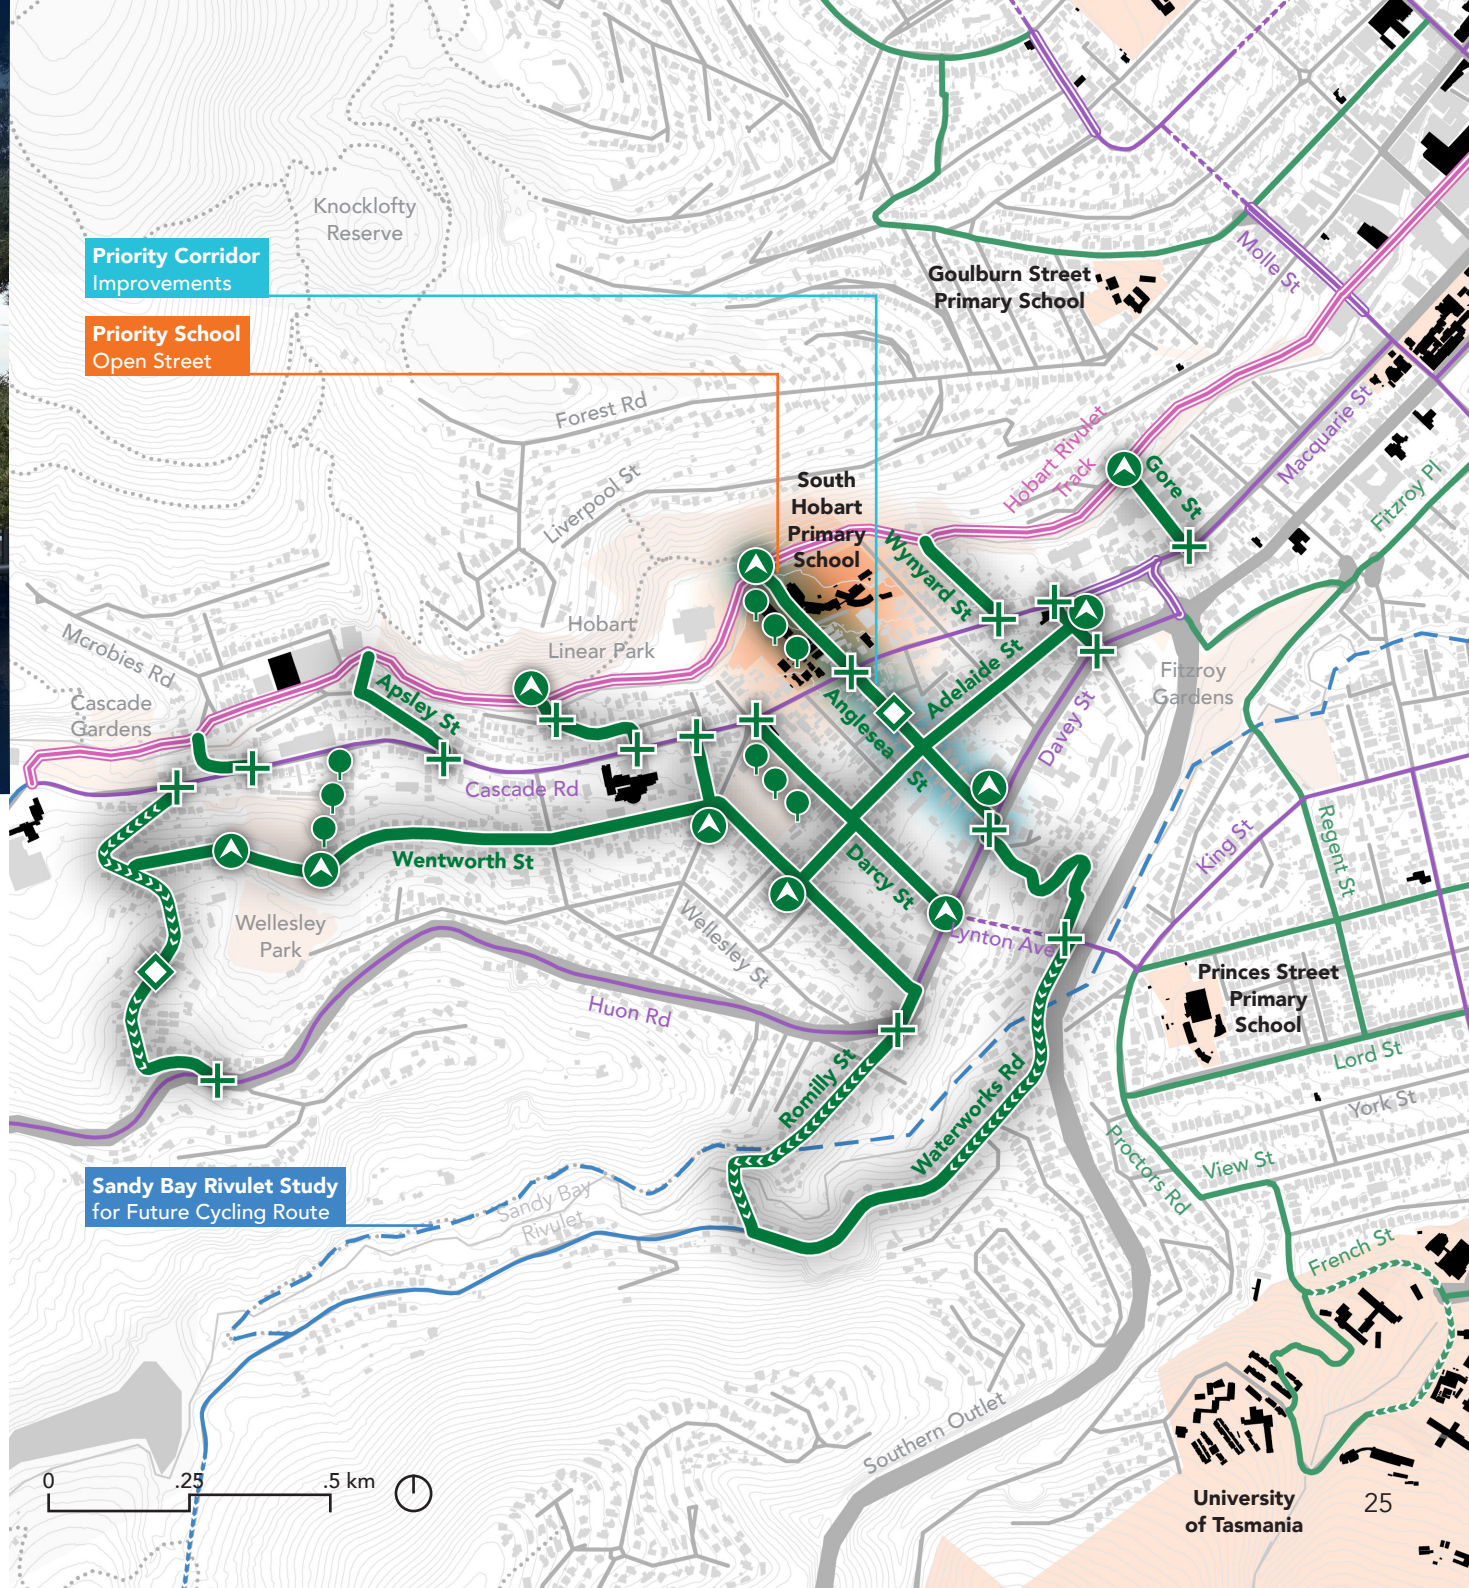 Knocklofty
Reserve
Priority Corridor
Improvements
Priority School
Open Street
Goulburn Street
Primary School
Molle St
Forest Rd
Liverpool St
South
Hobart
Primary
School
Hobart Rivulet
Track
Gore St
Macquarie St
Fitzroy Pl
Wynyard St
Mcrobies Rd
Hobart
Linear Park
Cascade
Gardens
Apsley St
Adelaide St
Fitzroy
Gardens
Anglesea St
Davey St
Cascade Rd
Wentworth St
Darcy St
King St
Regent St
Wellesley
Park
Wellesley St
Lynton Ave
Huon Rd
Princes Street
Primary
School
Romilly St
Waterworks Rd
Lord St
York St
Proctors Rd
View St
Sandy Bay Rivulet Study
for Future Cycling Route
Sandy Bay
Rivulet
French St
Southern Outlet
0 .25 .5 km
University
of Tasmania
25